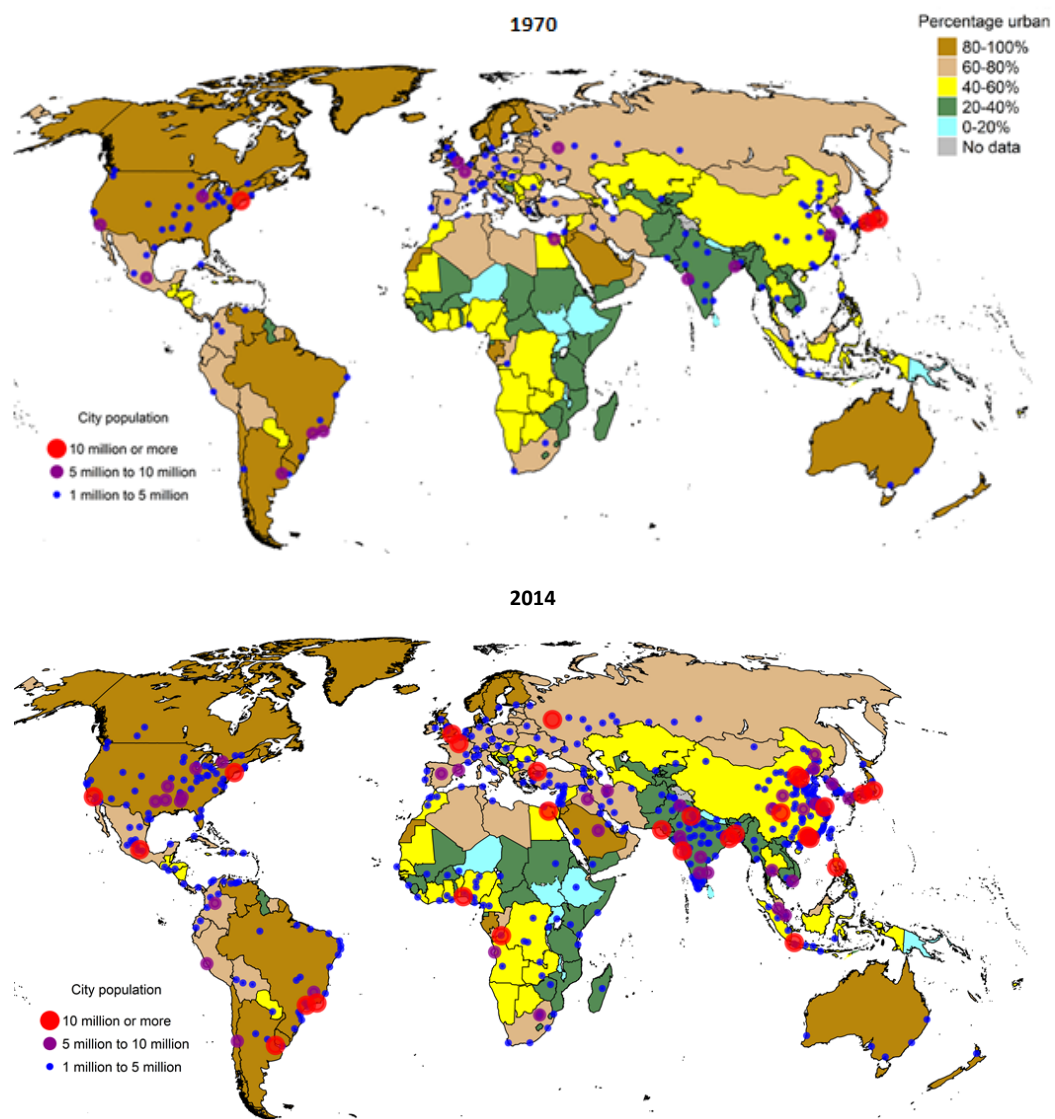 1970
Percentage urban
80-100%
60-80%
40-60%
20-40%
0-20%
No data
City population
10 million or more
5 million to 10 million
1 million to 5 million
2014
City population
10 million or more
5 million to 10 million
1 million to 5 million